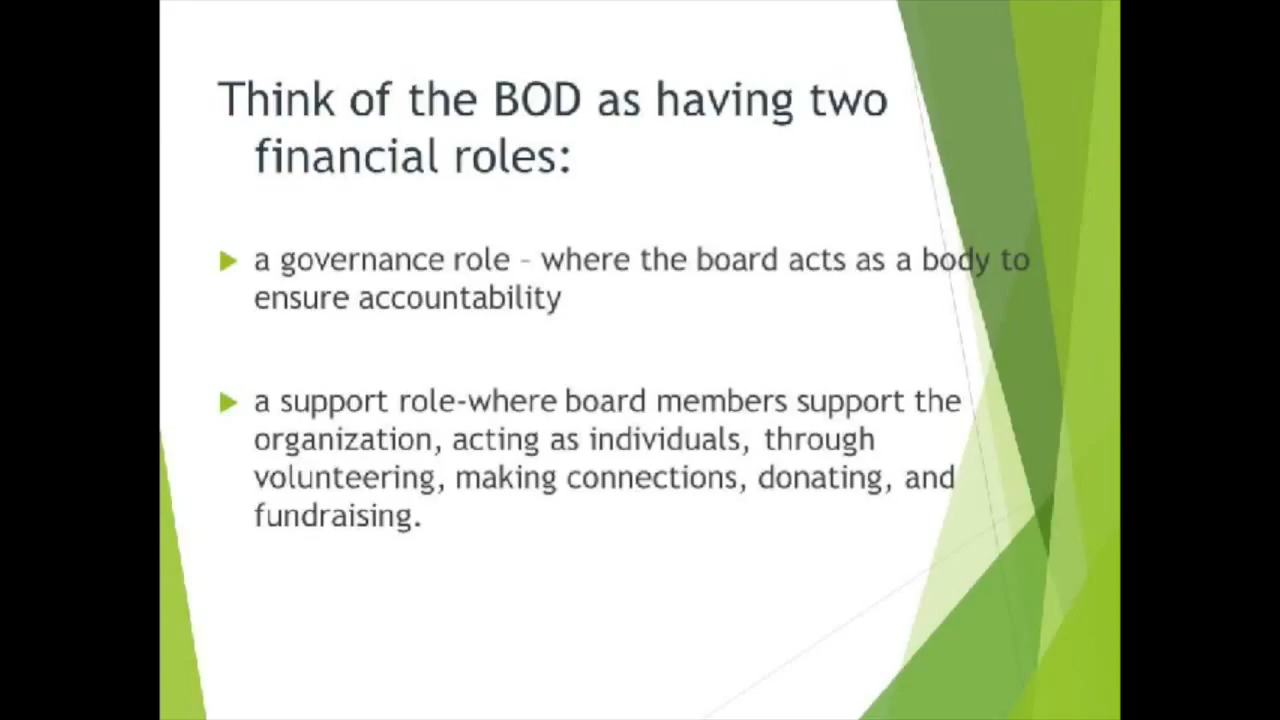 Think of the BOD as having two
financial roles:
a governance role – where the board acts as a body to
ensure accountability
a support role-where board members support the
organization, acting as individuals, through
volunteering, making connections, donating, and
fundraising.